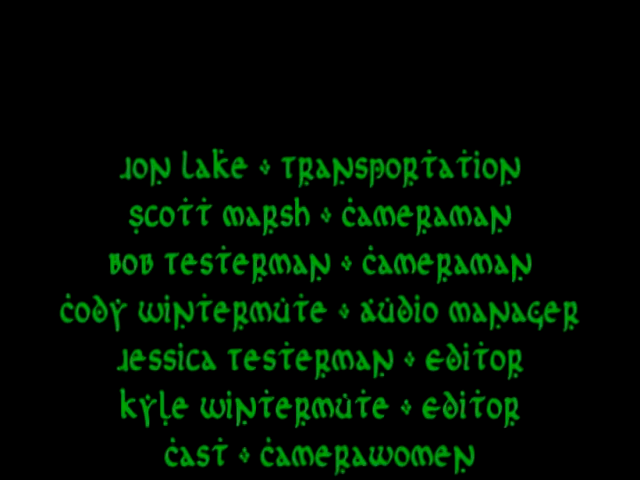 Jon Lake ❖ Transportation
Scott Marsh ❖ Cameraman
Bob Testerman ❖ Cameraman
Cody Wintermute ❖ Audio Manager
Jessica Testerman ❖ Editor
Kyle Wintermute ❖ Editor
Cast ❖ Camerawomen